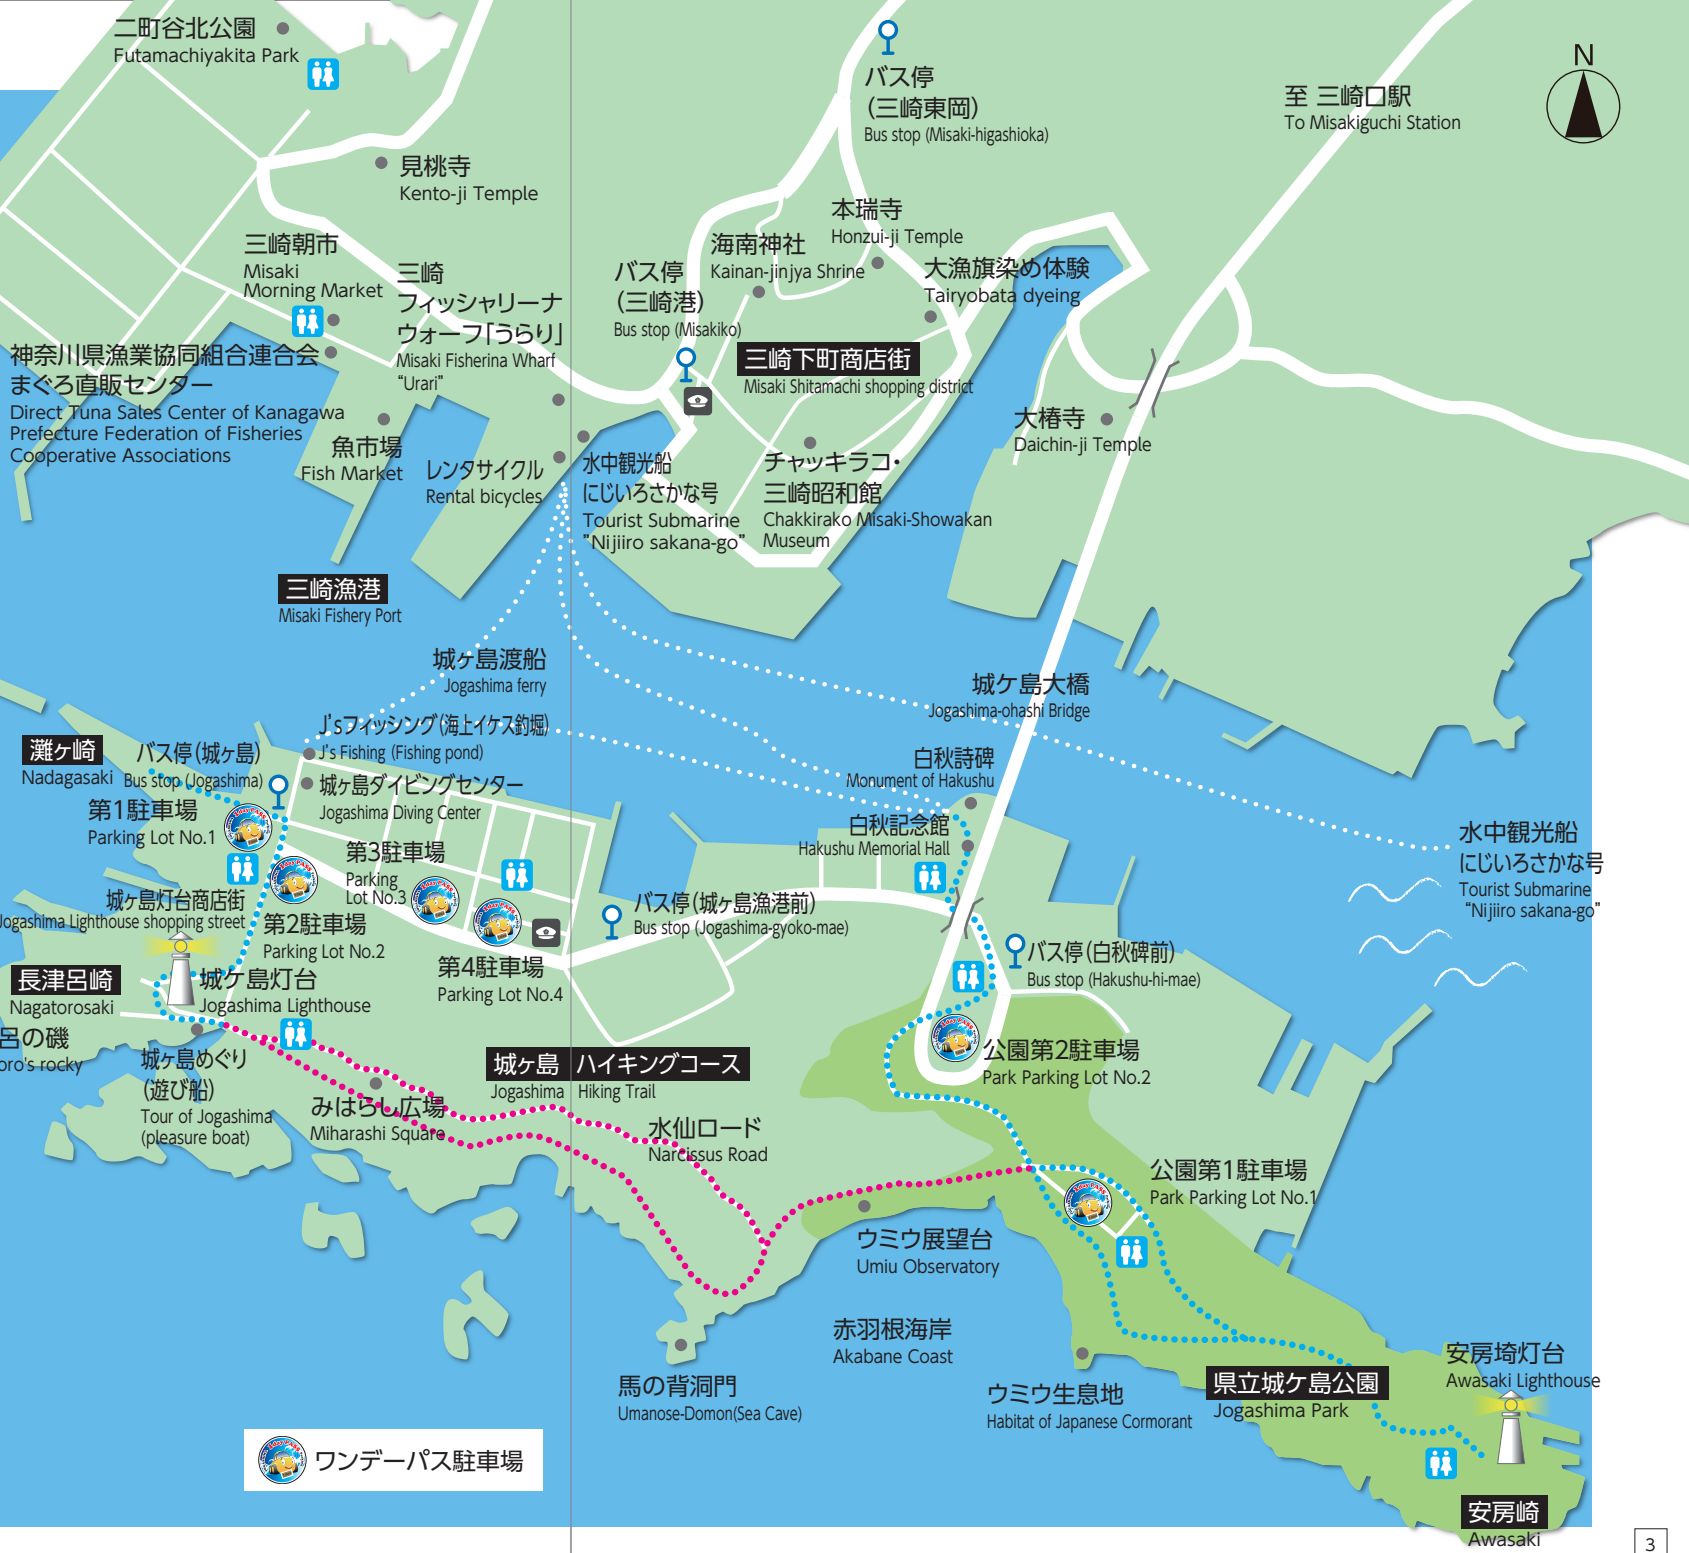 二町谷北公園
Futamachiyakita Park
バス停
(三崎東岡)
Bus stop (Misaki-higashioka)
至 三崎口駅
To Misakiguchi Station
N
見桃寺
Kento-ji Temple
本瑞寺
Honzui-ji Temple
海南神社
Kainan-jinjya Shrine
大漁旗染め体験
Tairyobata dyeing
三崎朝市
Misaki
Morning Market
三崎
フィッシャリーナ
ウォーフ「うらり」
Misaki Fisherina Wharf
“Urari”
バス停
(三崎港)
Bus stop (Misakiko)
三崎下町商店街
Misaki Shitamachi shopping district
神奈川県漁業協同組合連合会
まぐろ直販センター
Direct Tuna Sales Center of Kanagawa
Prefecture Federation of Fisheries
Cooperative Associations
魚市場
Fish Market
レンタサイクル
Rental bicycles
水中観光船
にじいろさかな号
Tourist Submarine
"Nijiiro sakana-go"
チャッキラコ・
三崎昭和館
Chakkirako Misaki-Showakan
Museum
大椿寺
Daichin-ji Temple
三崎漁港
Misaki Fishery Port
城ヶ島渡船
Jogashima ferry
城ケ島大橋
Jogashima-ohashi Bridge
J'sフィッシング(海上イケス釣堀)
J's Fishing (Fishing pond)
灘ヶ崎
Nadagasaki
バス停(城ヶ島)
Bus stop (Jogashima)
城ヶ島ダイビングセンター
Jogashima Diving Center
白秋詩碑
Monument of Hakushu
白秋記念館
Hakushu Memorial Hall
第1駐車場
Parking Lot No.1
第3駐車場
Parking
Lot No.3
水中観光船
にじいろさかな号
Tourist Submarine
“Nijiiro sakana-go”
城ヶ島灯台商店街
Jogashima Lighthouse shopping street
第2駐車場
Parking Lot No.2
バス停(城ヶ島漁港前)
Bus stop (Jogashima-gyoko-mae)
第4駐車場
Parking Lot No.4
バス停(白秋碑前)
Bus stop (Hakushu-hi-mae)
長津呂崎
Nagatorosaki
城ケ島灯台
Jogashima Lighthouse
呂の磯
oro's rocky
城ヶ島めぐり
(遊び船)
Tour of Jogashima
(pleasure boat)
城ヶ島 ハイキングコース
Jogashima Hiking Trail
公園第2駐車場
Park Parking Lot No.2
みはらし広場
Miharashi Square
水仙ロード
Narcissus Road
公園第1駐車場
Park Parking Lot No.1
ウミウ展望台
Umiu Observatory
赤羽根海岸
Akabane Coast
馬の背洞門
Umanose-Domon(Sea Cave)
ウミウ生息地
Habitat of Japanese Cormorant
県立城ケ島公園
Jogashima Park
安房埼灯台
Awasaki Lighthouse
ワンデーパス駐車場
安房崎
Awasaki
3